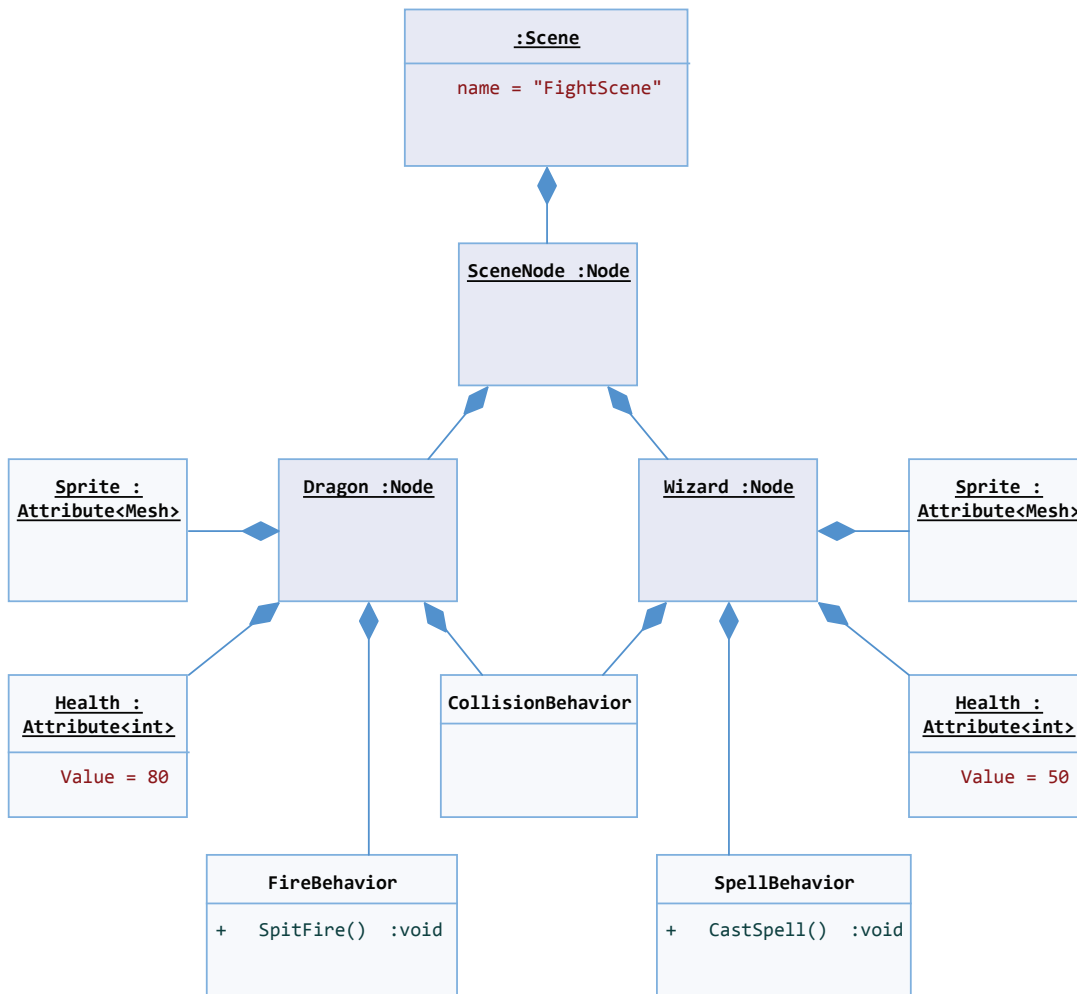 :Scene
name = "FightScene"
SceneNode :Node
Sprite :
Attribute<Mesh>
Dragon :Node
Wizard :Node
Sprite :
Attribute<Mesh>
Health :
Attribute<int>
Value = 80
CollisionBehavior
Health :
Attribute<int>
Value = 50
FireBehavior
+ SpitFire() :void
SpellBehavior
+ CastSpell() :void